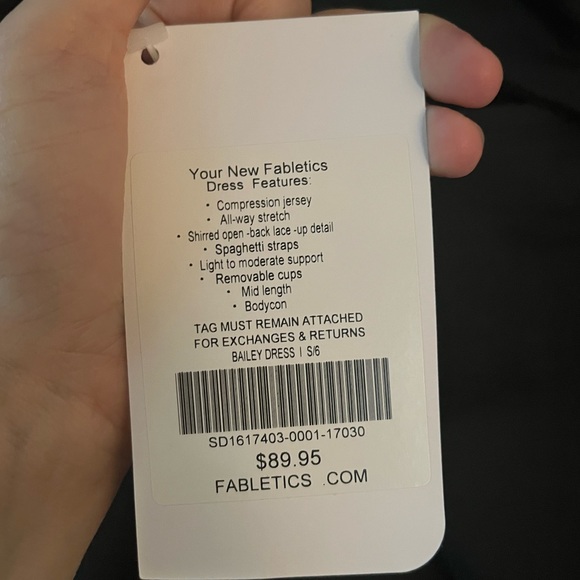 Your New Fabletics
Dress Features:
• Compression jersey
• All-way stretch
• Shirred open -back lace -up detail
• Spaghetti straps
• Light to moderate support
• Removable cups
• Mid length
• Bodycon
TAG MUST REMAIN ATTACHED
FOR EXCHANGES & RETURNS
BAILEY DRESS | S/6
SD1617403-0001-17030
$89.95
FABLETICS .COM